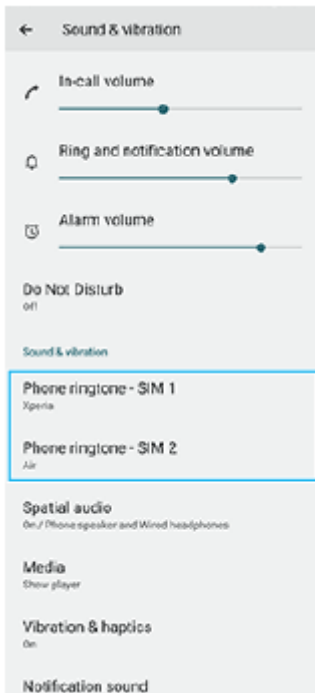 Sound & vibration
In-call volume
Ring and notification volume
Alarm volume
Do Not Disturb
Off
Sound & vibration
Phone ringtone - SIM 1
Xperia
Phone ringtone - SIM 2
Air
Spatial audio
On / Phone speaker and Wired headphones
Media
Show player
Vibration & haptics
On
Notification sound